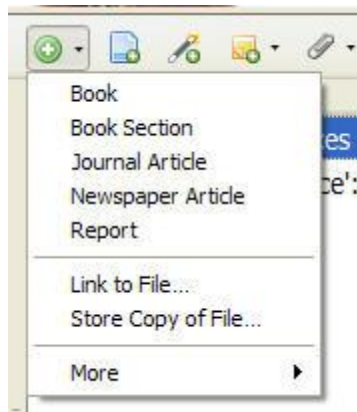 Book
Book Section
Journal Article
Newspaper Article
Report
Link to File...
Store Copy of File...
More